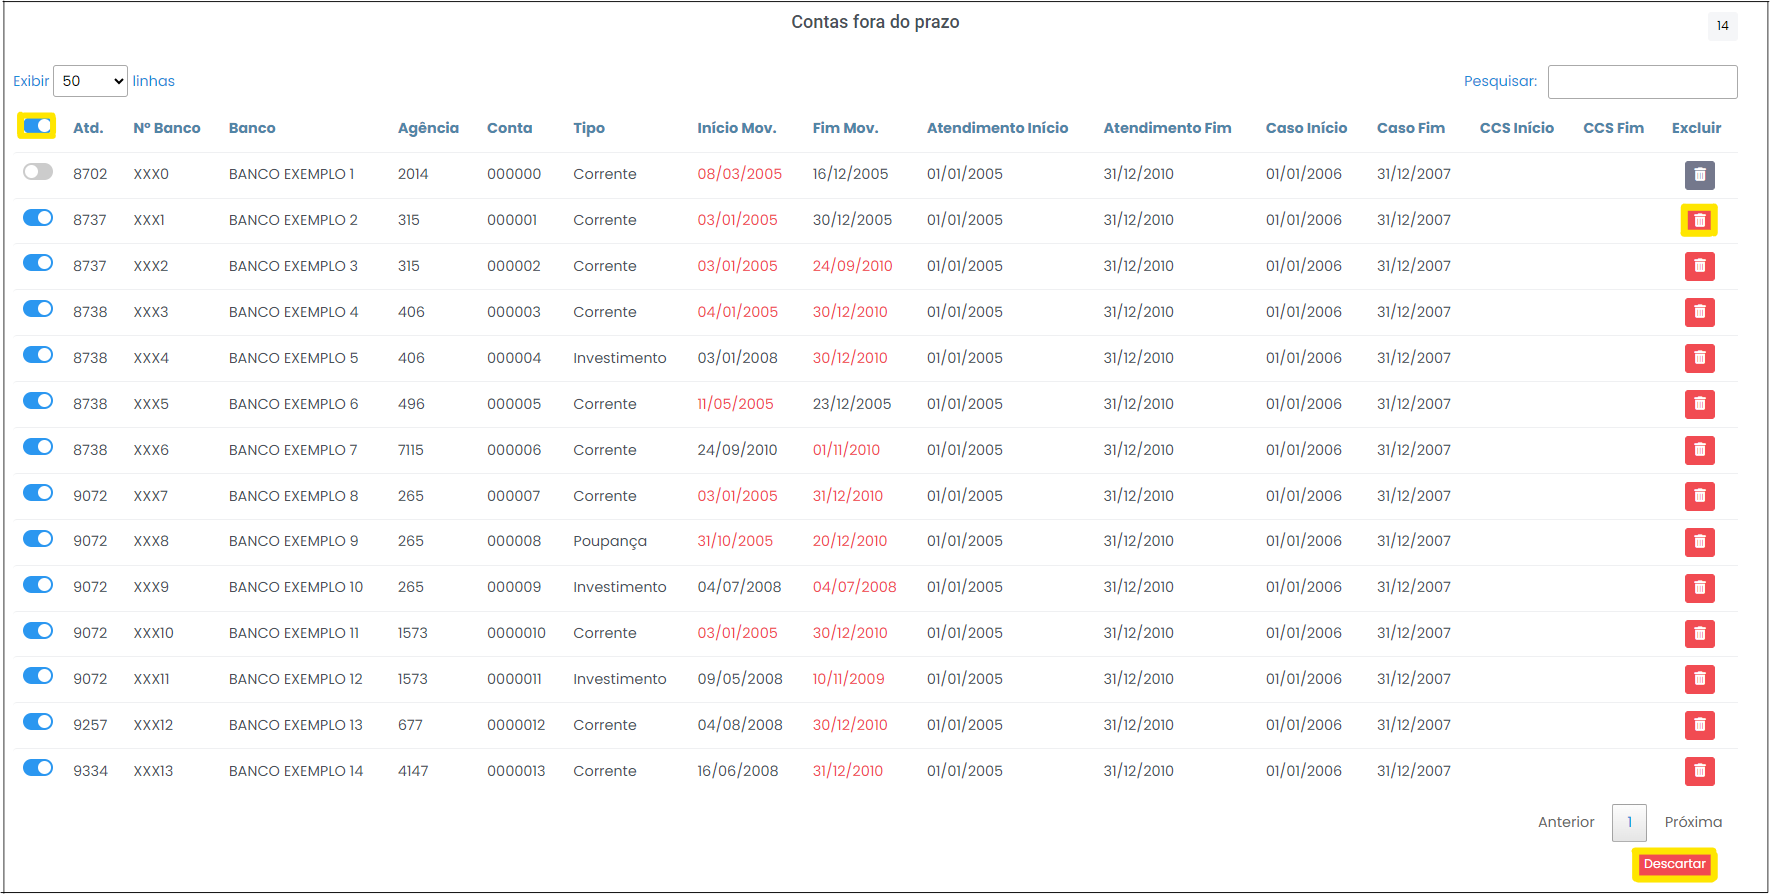 Contas fora do prazo
14
Exibir 50 linhas
Pesquisar:
Atd. Nº Banco Banco Agência Conta Tipo Início Mov. Fim Mov. Atendimento Início Atendimento Fim Caso Início Caso Fim CCS Início CCS Fim Excluir
8702 XXX0 BANCO EXEMPLO 1 2014 000000 Corrente 08/03/2005 16/12/2005 01/01/2005 31/12/2010 01/01/2006 31/12/2007
8737 XXX1 BANCO EXEMPLO 2 315 000001 Corrente 03/01/2005 30/12/2005 01/01/2005 31/12/2010 01/01/2006 31/12/2007
8737 XXX2 BANCO EXEMPLO 3 315 000002 Corrente 03/01/2005 24/09/2010 01/01/2005 31/12/2010 01/01/2006 31/12/2007
8738 XXX3 BANCO EXEMPLO 4 406 000003 Corrente 04/01/2005 30/12/2010 01/01/2005 31/12/2010 01/01/2006 31/12/2007
8738 XXX4 BANCO EXEMPLO 5 406 000004 Investimento 03/01/2008 30/12/2010 01/01/2005 31/12/2010 01/01/2006 31/12/2007
8738 XXX5 BANCO EXEMPLO 6 496 000005 Corrente 11/05/2005 23/12/2005 01/01/2005 31/12/2010 01/01/2006 31/12/2007
8738 XXX6 BANCO EXEMPLO 7 7115 000006 Corrente 24/09/2010 01/11/2010 01/01/2005 31/12/2010 01/01/2006 31/12/2007
9072 XXX7 BANCO EXEMPLO 8 265 000007 Corrente 03/01/2005 31/12/2010 01/01/2005 31/12/2010 01/01/2006 31/12/2007
9072 XXX8 BANCO EXEMPLO 9 265 000008 Poupança 31/10/2005 20/12/2010 01/01/2005 31/12/2010 01/01/2006 31/12/2007
9072 XXX9 BANCO EXEMPLO 10 265 000009 Investimento 04/07/2008 04/07/2008 01/01/2005 31/12/2010 01/01/2006 31/12/2007
9072 XXX10 BANCO EXEMPLO 11 1573 0000010 Corrente 03/01/2005 30/12/2010 01/01/2005 31/12/2010 01/01/2006 31/12/2007
9072 XXX11 BANCO EXEMPLO 12 1573 0000011 Investimento 09/05/2008 10/11/2009 01/01/2005 31/12/2010 01/01/2006 31/12/2007
9257 XXX12 BANCO EXEMPLO 13 677 0000012 Corrente 04/08/2008 30/12/2010 01/01/2005 31/12/2010 01/01/2006 31/12/2007
9334 XXX13 BANCO EXEMPLO 14 4147 0000013 Corrente 16/06/2008 31/12/2010 01/01/2005 31/12/2010 01/01/2006 31/12/2007
Anterior 1 Próxima
Descartar